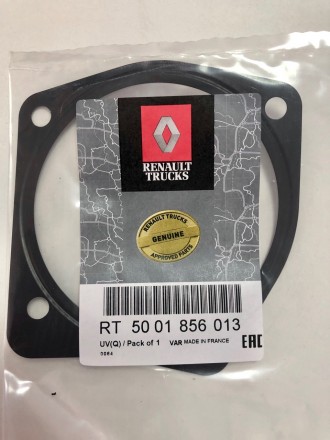 RENAULT
TRUCKS
RENAULT TRUCKS
GENUINE
APPROVED PARTS
RT 50 01 856 013
UV(Q) / Pack of 1 VAR MADE IN FRANCE
EAC